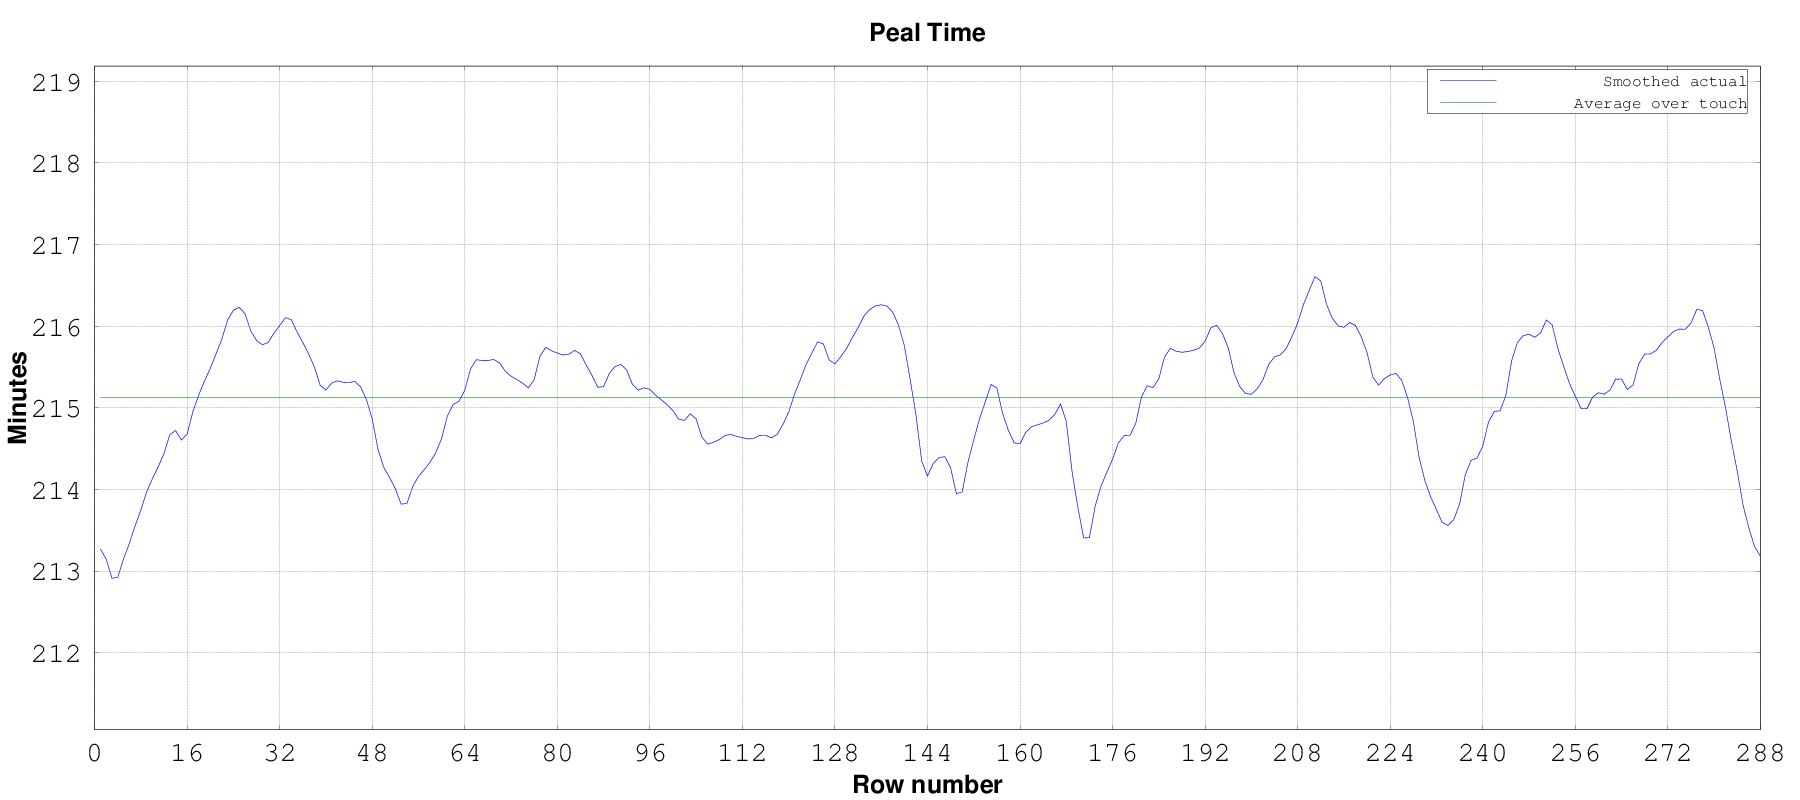 Peal Time
Smoothed actual
Average over touch
219
218
217
216
215
214
213
212
Minutes
0 16 32 48 64 80 96 112 128 144 160 176 192 208 224 240 256 272 288
Row number